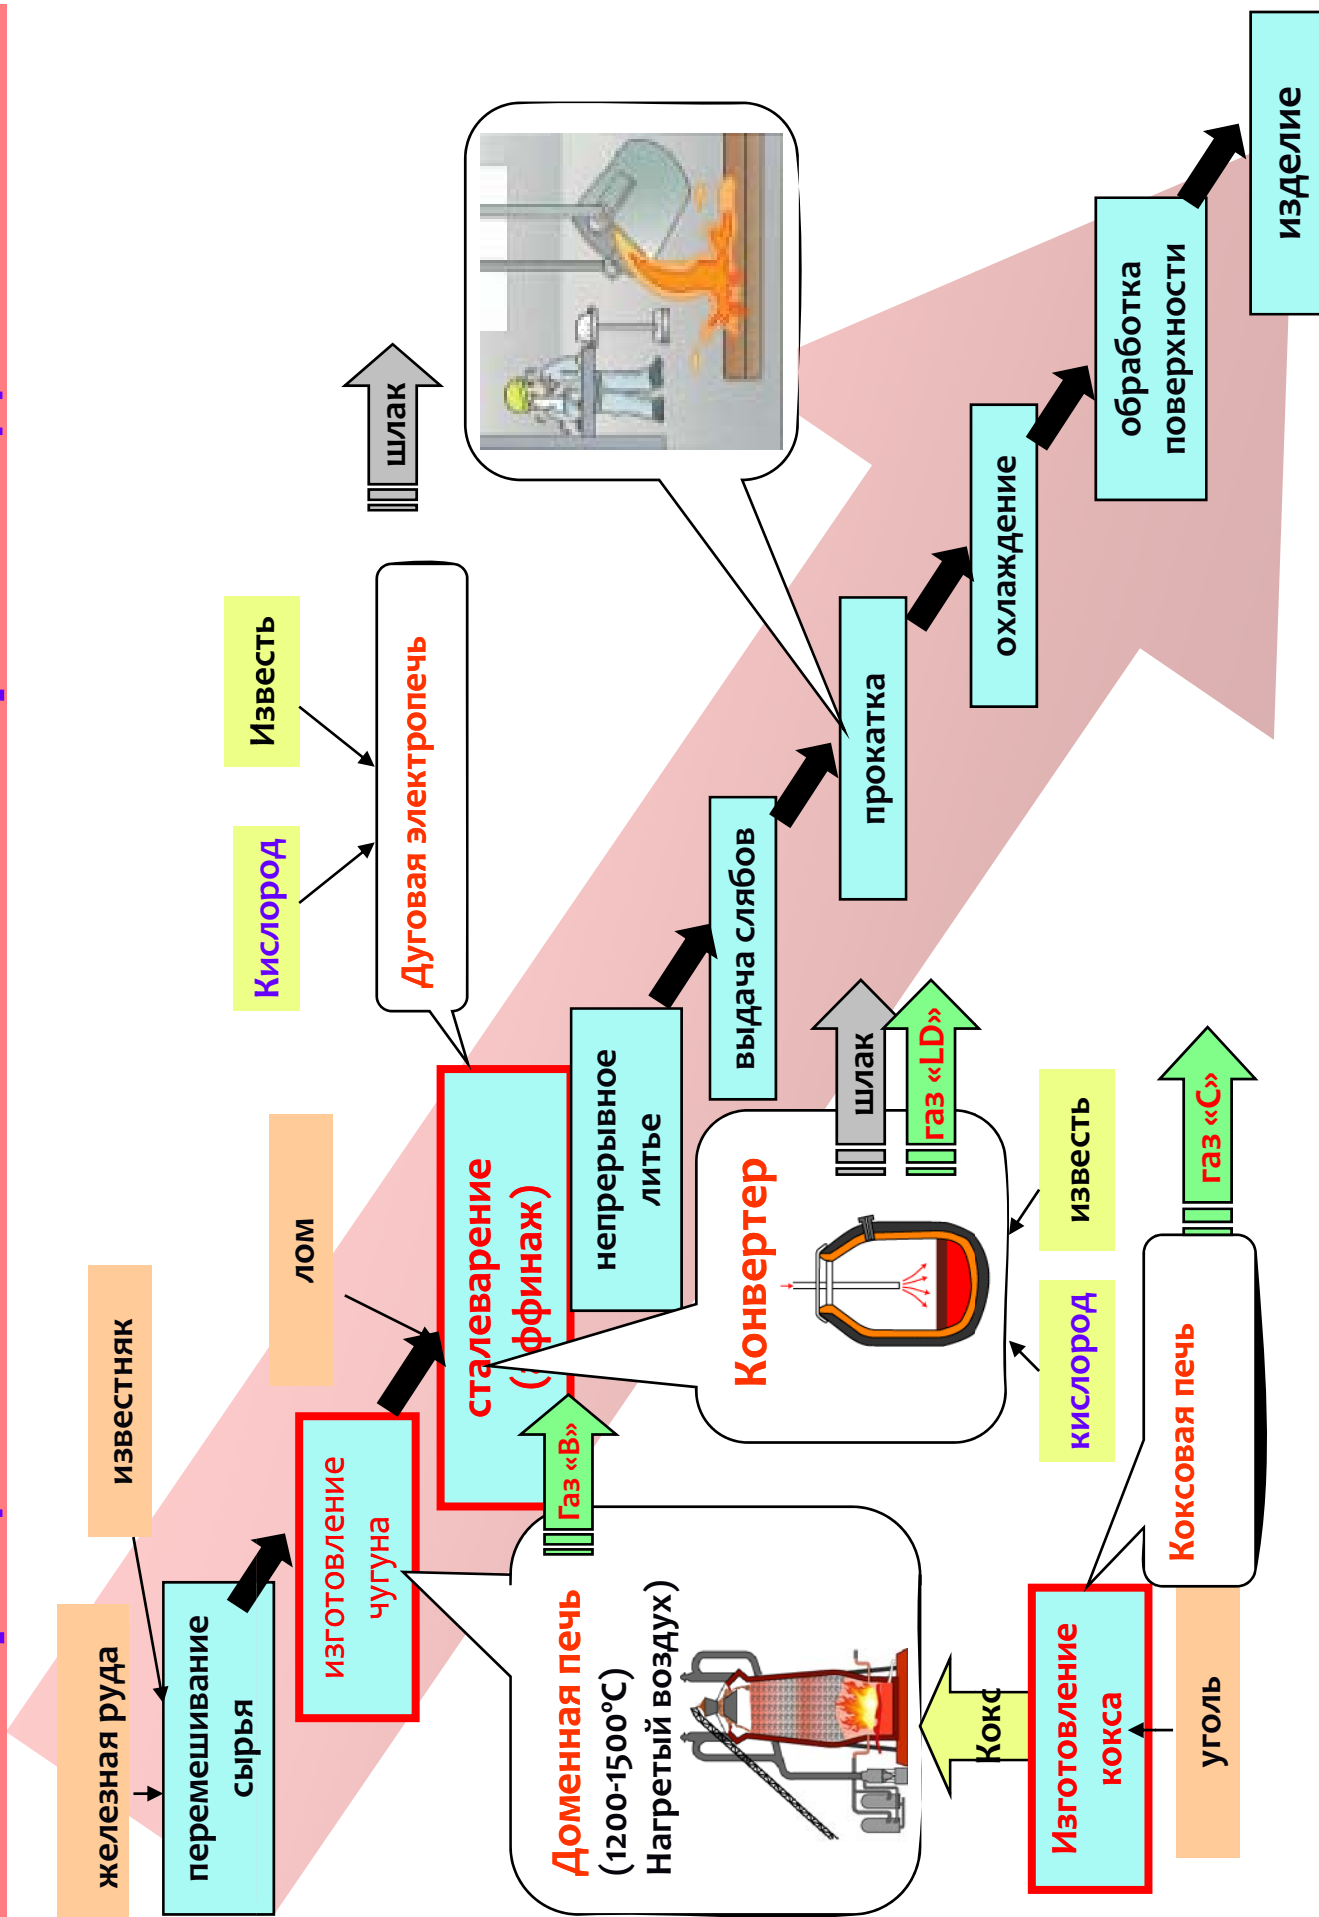 железная руда
известняк
перемешивание
сырья
изготовление
чугуна
лом
сталеварение
Кислород
Известь
Дуговая электропечь
шлак
непрерывное
литье
выдача слябов
прокатка
охлаждение
обработка
поверхности
изделие
Газ «В»
Доменная печь
(1200-1500°C)
Нагретый воздух)
Конвертер
шлак
газ «LD»
кислород
известь
Кокс
Изготовление
кокса
уголь
Коксовая печь
газ «С»